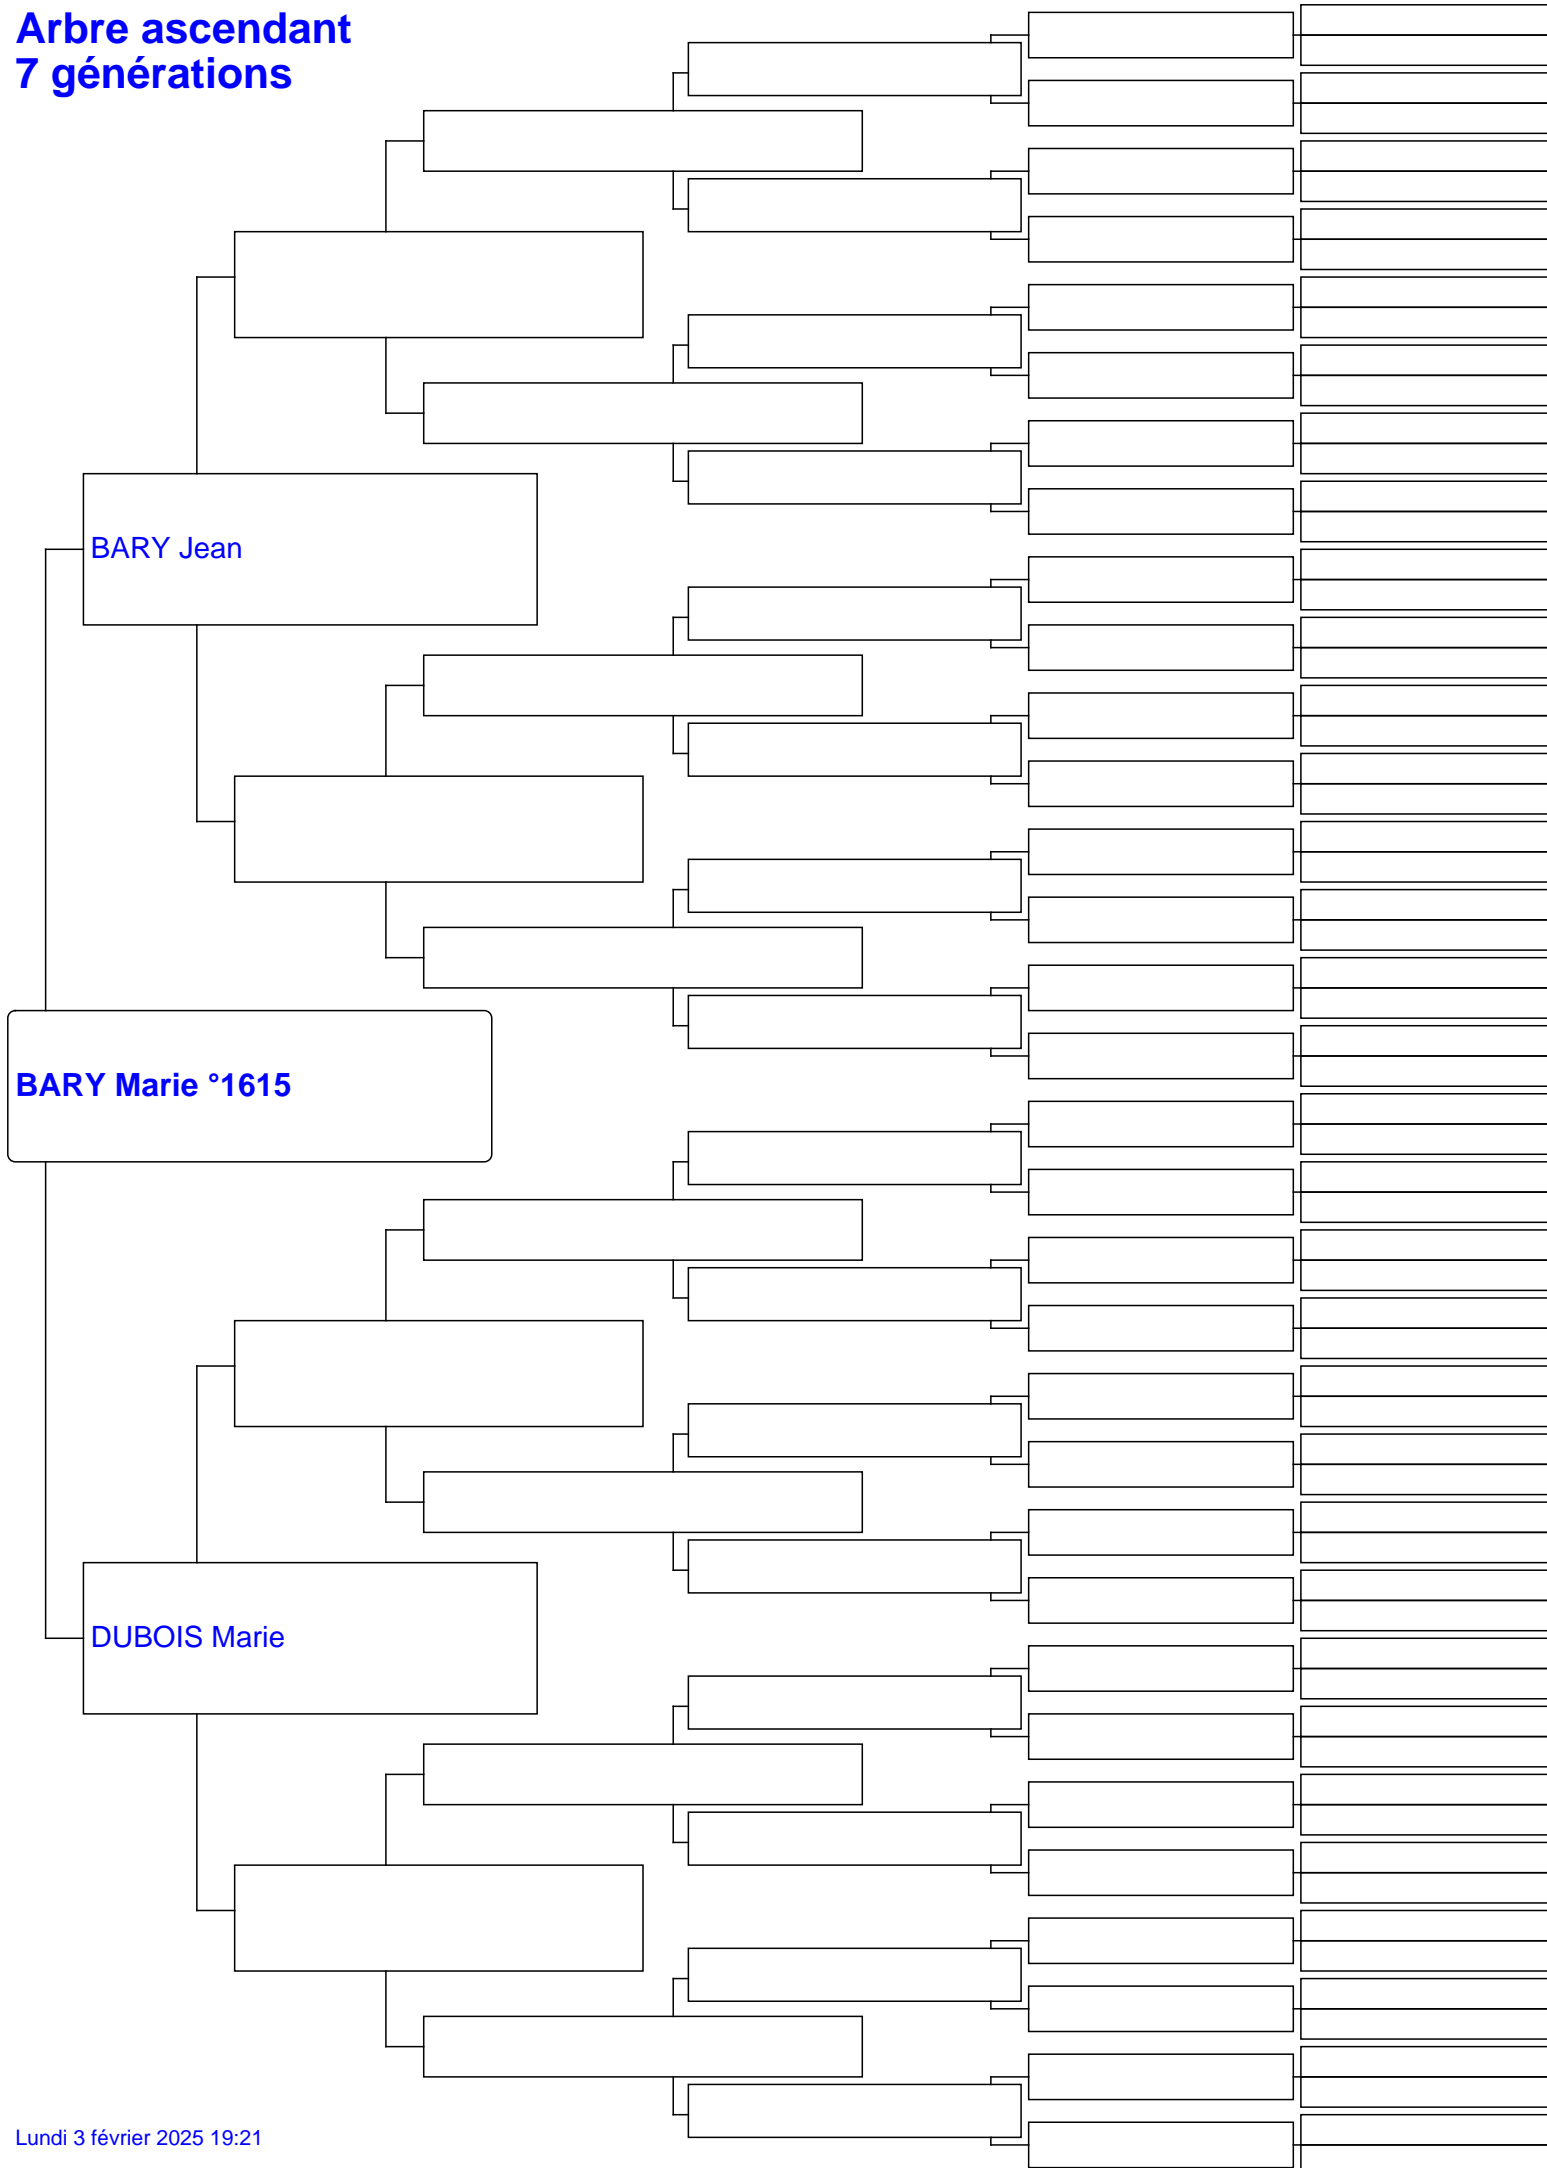 Arbre ascendant
7 générations
BARY Jean
BARY Marie °1615
DUBOIS Marie
Lundi 3 février 2025 19:21